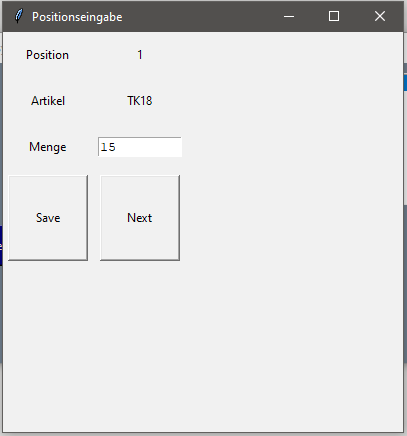 Positionseingabe
Position 1
Artikel TK18
Menge 15
Save Next